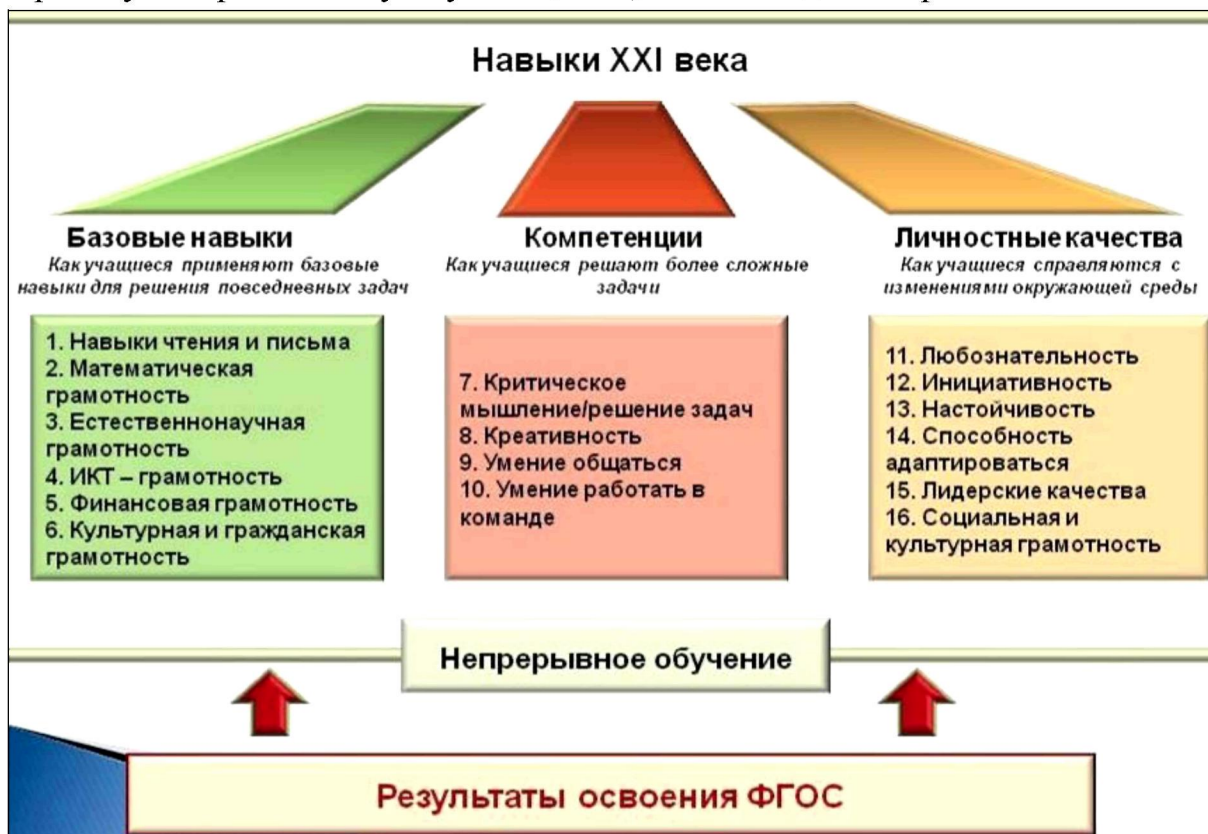 Навыки XXI века
Базовые навыки
Как учащиеся применяют базовые
навыки для решения повседневных задач
1. Навыки чтения и письма
2. Математическая
грамотность
3. Естественнонаучная
грамотность
4. ИКТ – грамотность
5. Финансовая грамотность
6. Культурная и гражданская
грамотность
Компетенции
Как учащиеся решают более сложные
задачи
7. Критическое
мышление/решение задач
8. Креативность
9. Умение общаться
10. Умение работать в
команде
Личностные качества
Как учащиеся справляются с
изменениями окружающей среды
11. Любознательность
12. Инициативность
13. Настойчивость
14. Способность
адаптироваться
15. Лидерские качества
16. Социальная и
культурная грамотность
Непрерывное обучение
Результаты освоения ФГОС